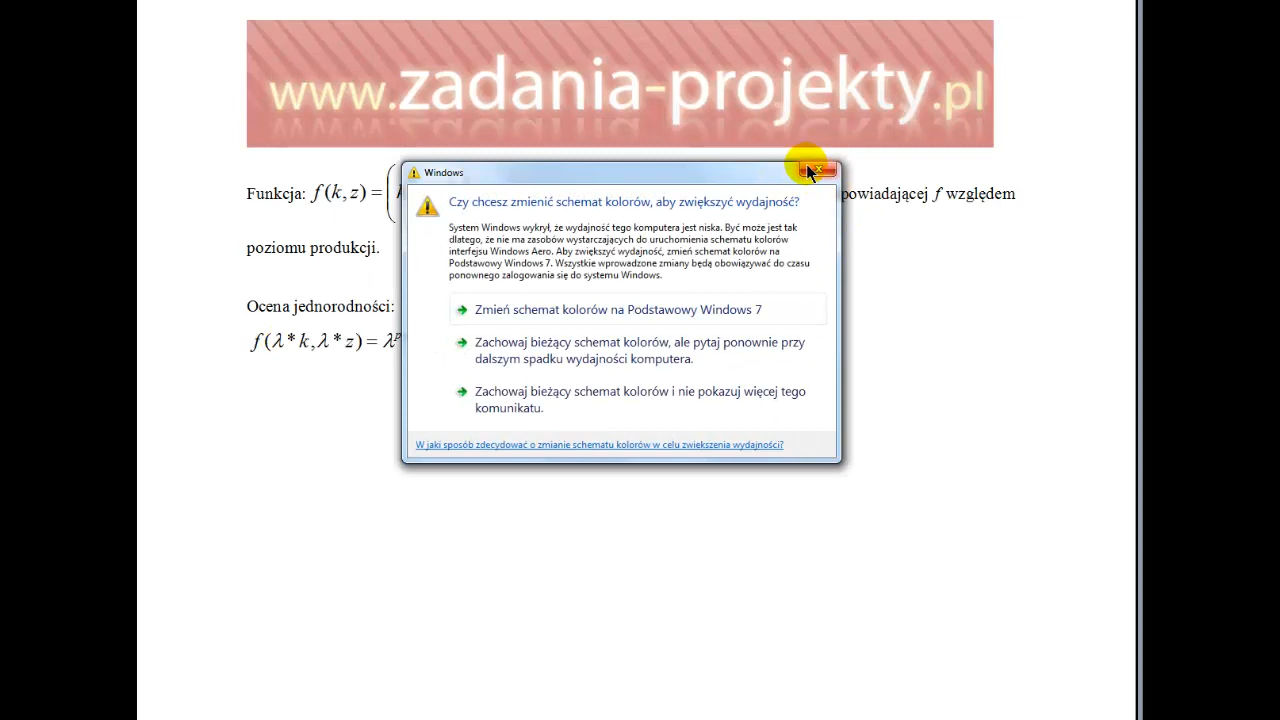 www.zadania-projekty.pl
Windows
Funkcja: f(k,z) = ( powiadającej f względem
Czy chcesz zmienić schemat kolorów, aby zwiększyć wydajność?
System Windows wykrył, że wydajność tego komputera jest niska. Być może jest tak
dlatego, że nie ma zasobów wystarczających do uruchomienia schematu kolorów
interfejsu Windows Aero. Aby zwiększyć wydajność, zmień schemat kolorów na
Podstawowy Windows 7. Wszystkie wprowadzone zmiany będą obowiązywać do czasu
ponownego zalogowania się do systemu Windows.
poziomu produkcji.
Ocena jednorodności:
Zmień schemat kolorów na Podstawowy Windows 7
f(λ*k,λ*z) = λ^p
Zachowaj bieżący schemat kolorów, ale pytaj ponownie przy
dalszym spadku wydajności komputera.
Zachowaj bieżący schemat kolorów i nie pokazuj więcej tego
komunikatu.
W jaki sposób zdecydować o zmianie schematu kolorów w celu zwiekszenia wydajności?